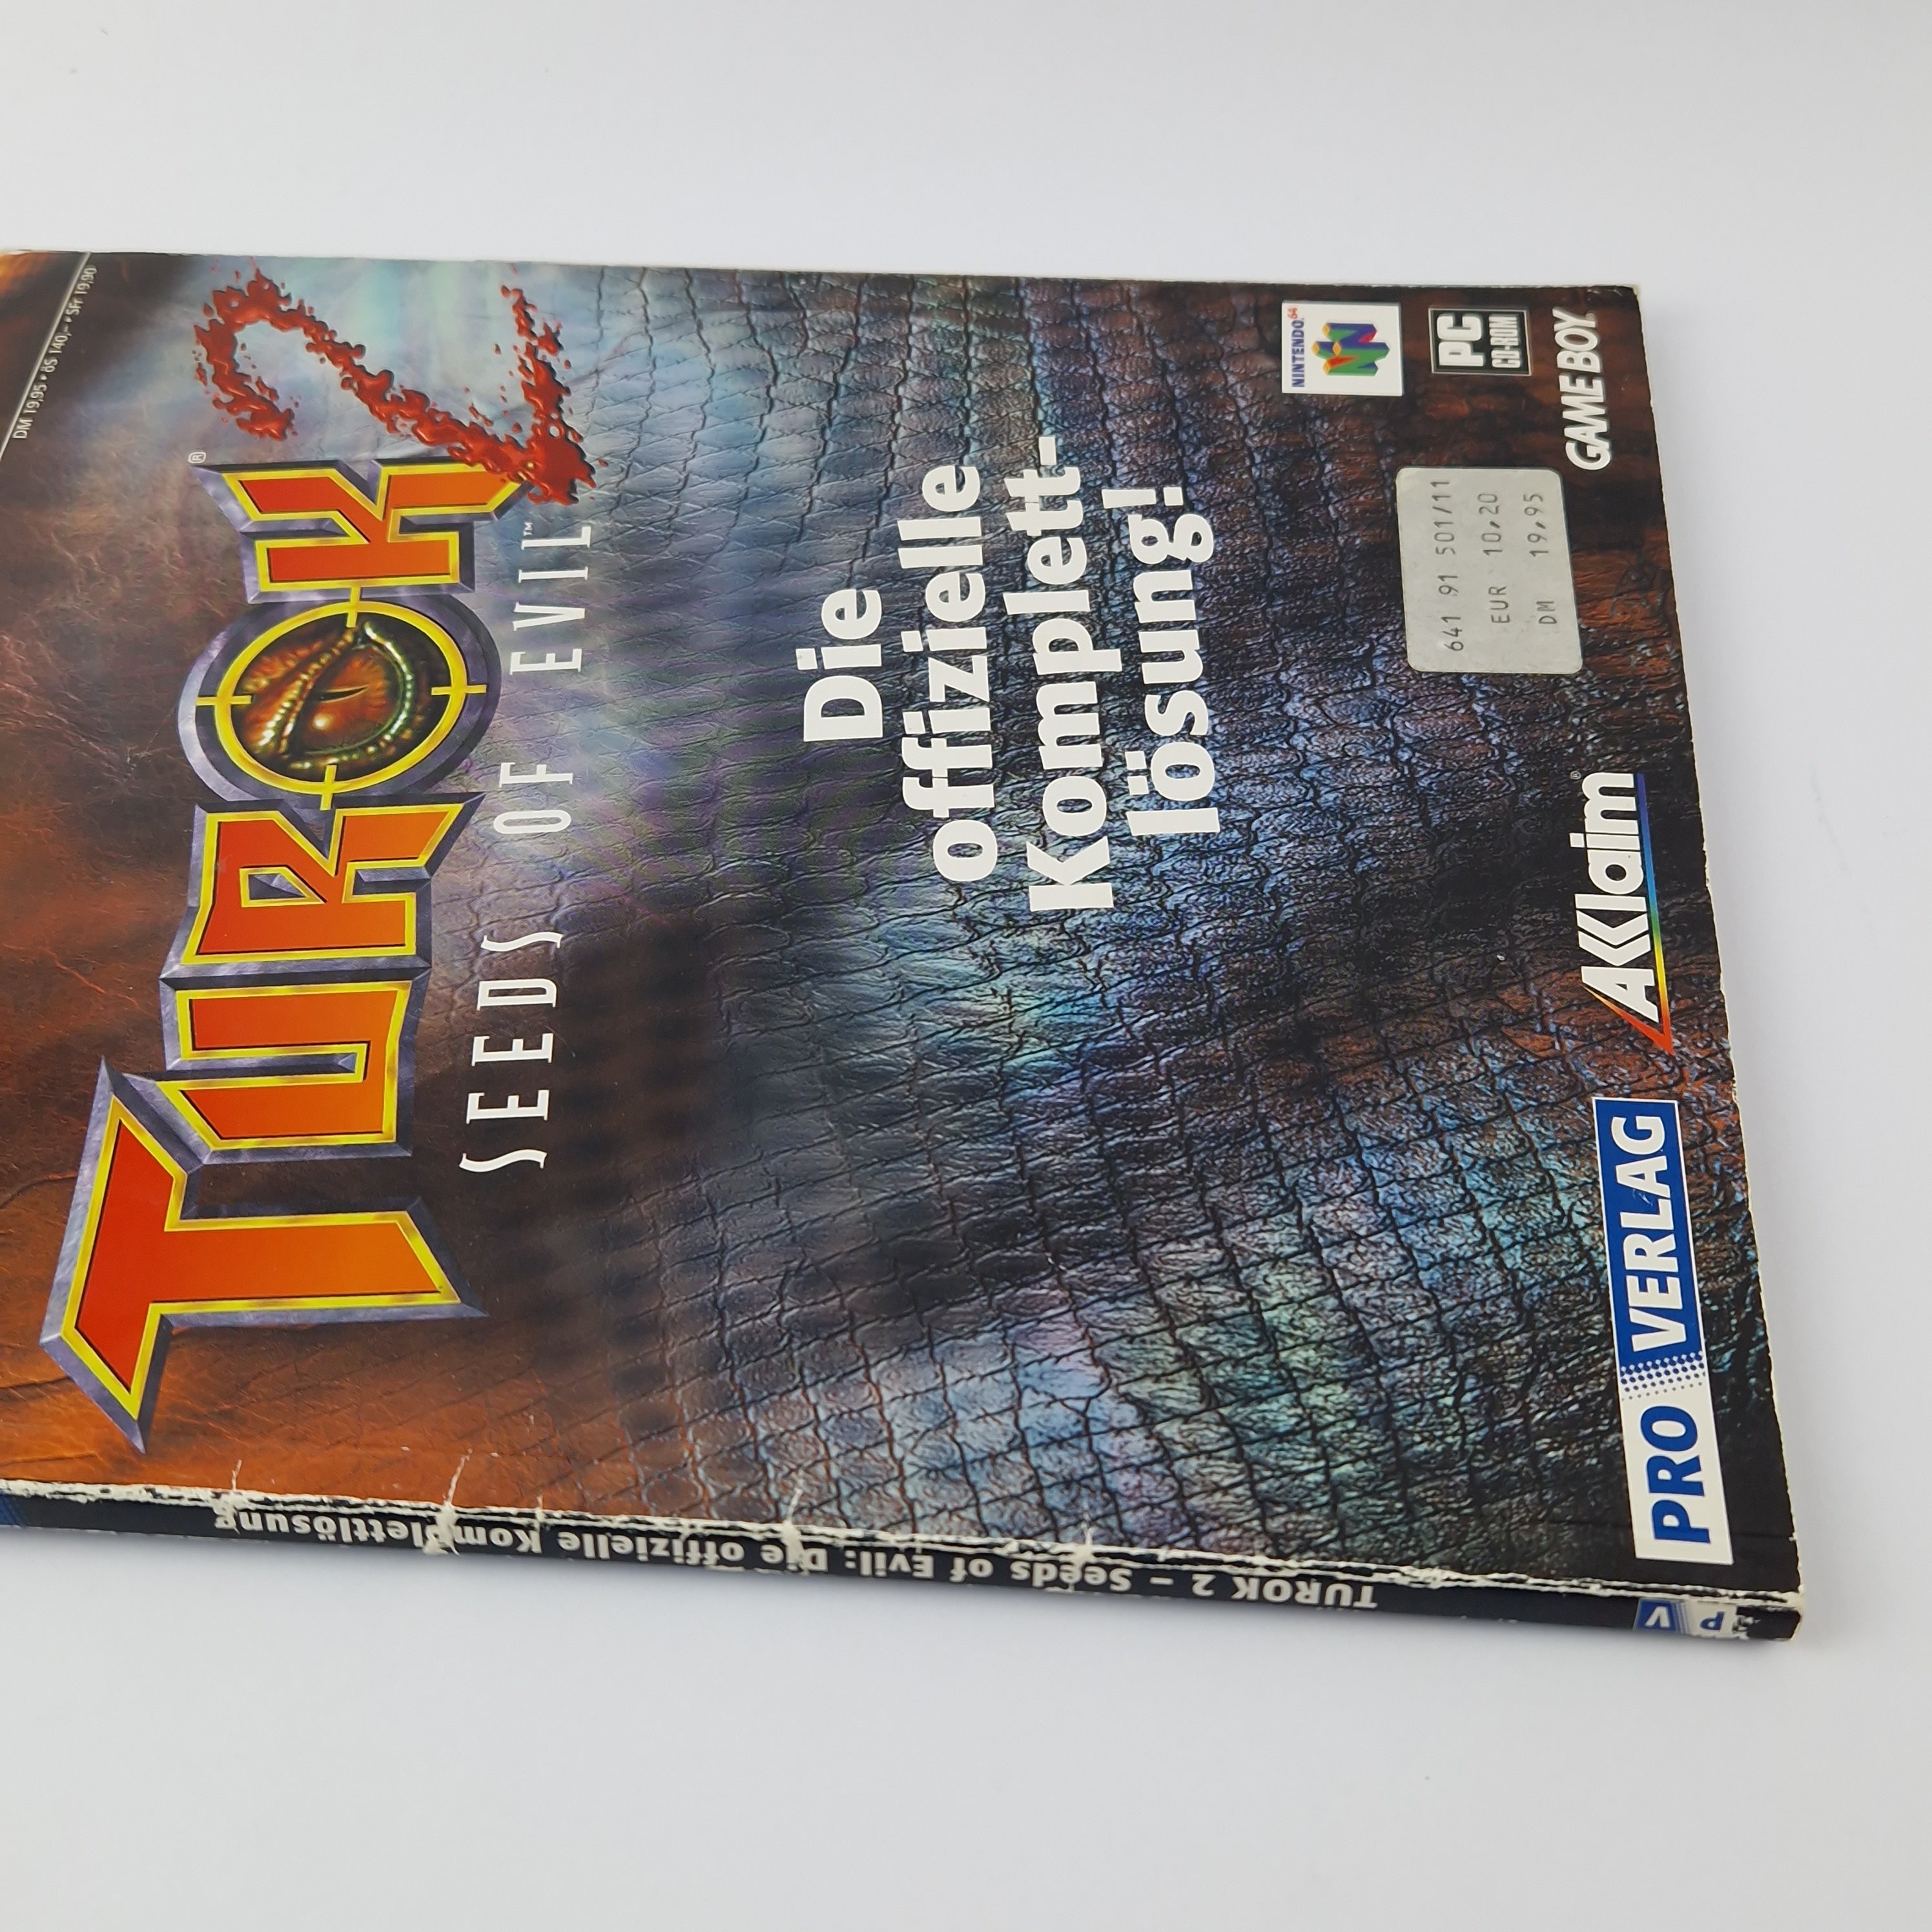 DM 19,95 • öS 140,– • SFr 19,90
TUROK® 2
SEEDS OF EVIL™
Die
offizielle
Komplett-
lösung!
NINTENDO64
PC
CD-ROM
GAME BOY
641 91 501/11
EUR 10,20
DM 19,95
AKKlaim®
PRO VERLAG
TUROK 2 – Seeds of Evil: Die offizielle Komplettlösung
P V